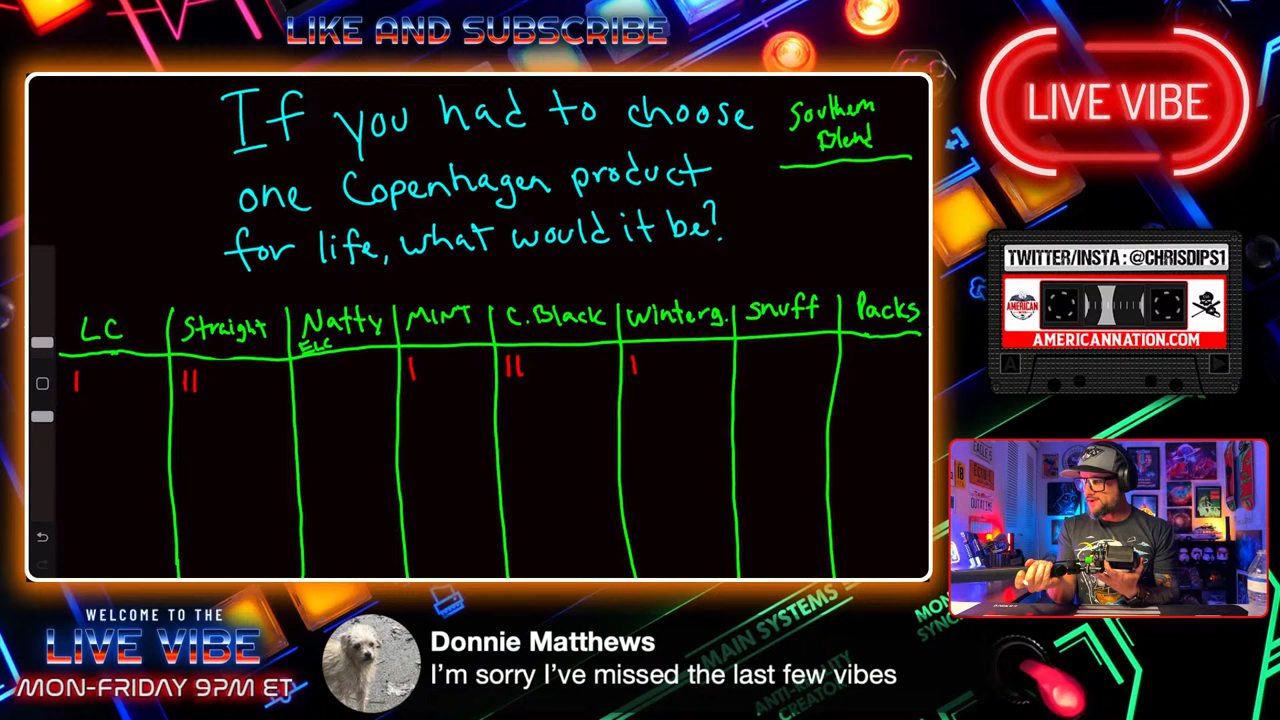 LIKE AND SUBSCRIBE
If you had to choose
one Copenhagen product
for life, what would it be?
Southern
Blend
LC
Straight
Natty
ELC
MINT
C. Black
Winterg.
Snuff
Packs
LIVE VIBE
TWITTER/INSTA : @CHRISDIPS1
AMERICAN
AMERICANNATION.COM
A
WELCOME TO THE
LIVE VIBE
MON-FRIDAY 9PM ET
Donnie Matthews
I'm sorry I've missed the last few vibes
MAIN SYSTEMS